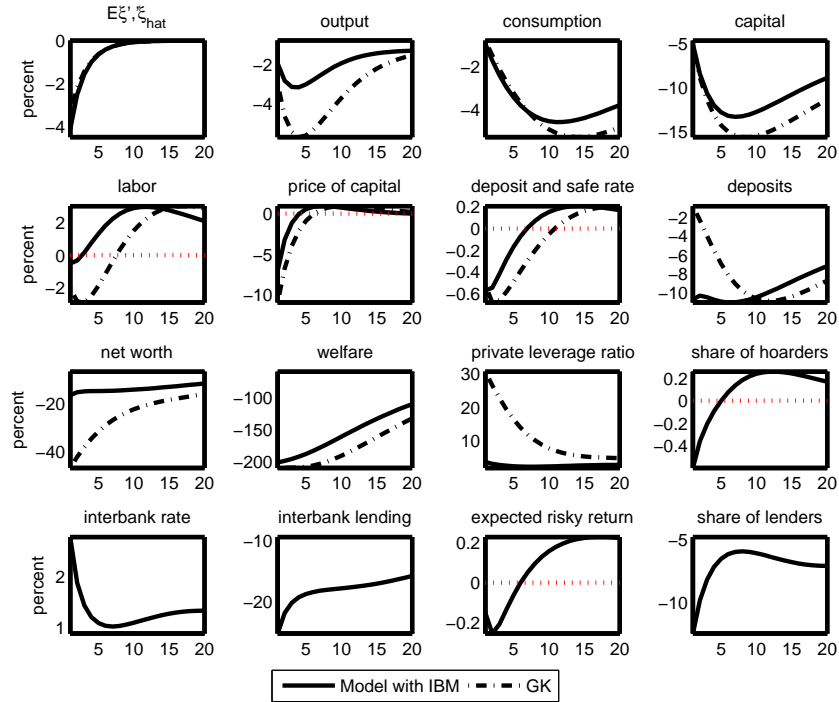 Eξ',ξ̃hat
output
consumption
capital
percent
0
−2
−4
5 10 15 20
−2
−4
5 10 15 20
−2
−4
5 10 15 20
−5
−10
−15
5 10 15 20
labor
price of capital
deposit and safe rate
deposits
percent
2
0
−2
5 10 15 20
0
−5
−10
5 10 15 20
0.2
0
−0.2
−0.4
−0.6
5 10 15 20
−2
−4
−6
−8
−10
5 10 15 20
net worth
welfare
private leverage ratio
share of hoarders
percent
−20
−40
5 10 15 20
−100
−150
−200
5 10 15 20
30
20
10
5 10 15 20
0.2
0
−0.2
−0.4
5 10 15 20
interbank rate
interbank lending
expected risky return
share of lenders
percent
2
1
5 10 15 20
−10
−20
5 10 15 20
0.2
0
−0.2
5 10 15 20
−5
−10
5 10 15 20
Model with IBM
GK